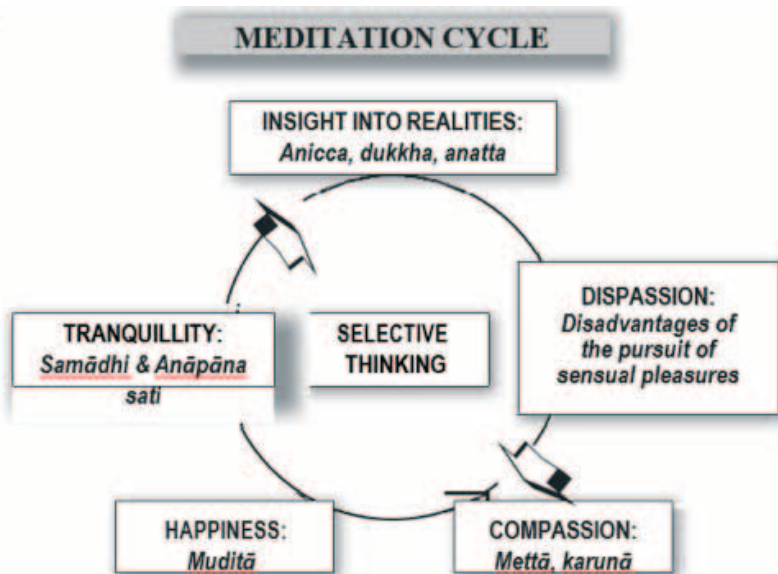 MEDITATION CYCLE
INSIGHT INTO REALITIES:
Anicca, dukkha, anatta
DISPASSION:
Disadvantages of
the pursuit of
sensual pleasures
TRANQUILLITY:
Samādhi & Anāpāna
sati
SELECTIVE
THINKING
HAPPINESS:
Muditā
COMPASSION:
Mettā, karunā